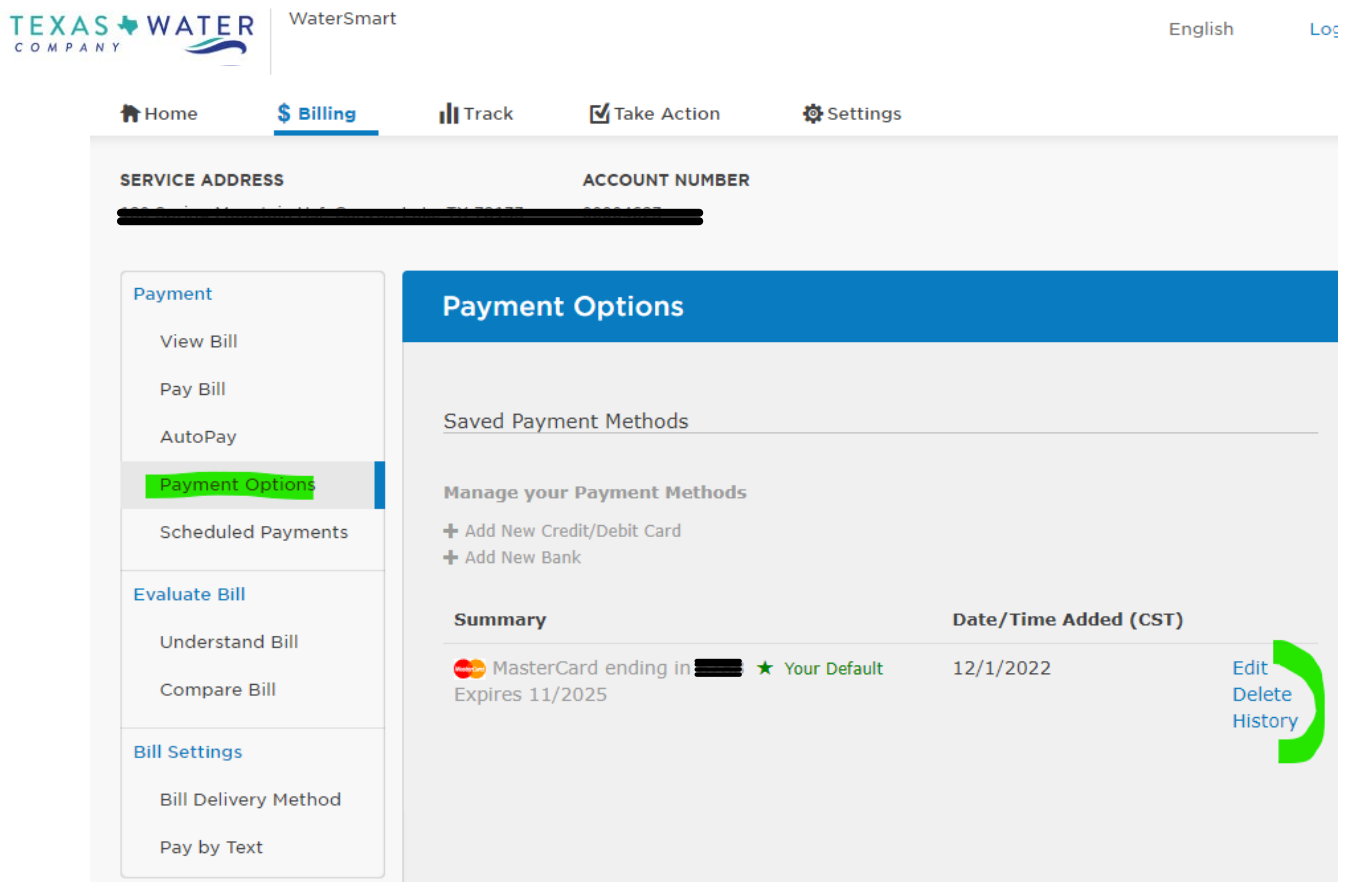 TEXAS WATER
COMPANY
WaterSmart
English
Log
Home
$ Billing
Track
Take Action
Settings
SERVICE ADDRESS
ACCOUNT NUMBER
Payment
View Bill
Pay Bill
AutoPay
Payment Options
Scheduled Payments
Evaluate Bill
Understand Bill
Compare Bill
Bill Settings
Bill Delivery Method
Pay by Text
Payment Options
Saved Payment Methods
Manage your Payment Methods
+ Add New Credit/Debit Card
+ Add New Bank
Summary
Date/Time Added (CST)
MasterCard ending in ★ Your Default
12/1/2022
Edit
Expires 11/2025
Delete
History